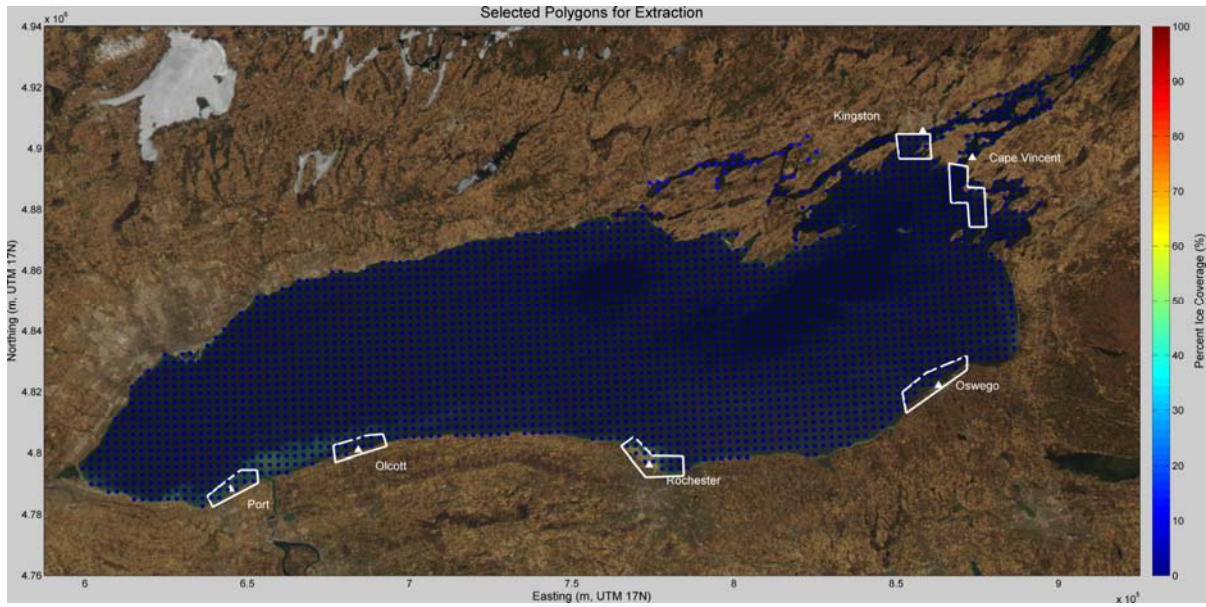 Selected Polygons for Extraction
x 10⁶
4.94
4.92
4.9
4.88
4.86
4.84
4.82
4.8
4.78
4.76
Northing (m, UTM 17N)
Kingston
Cape Vincent
Oswego
Rochester
Olcott
Port
6
6.5
7
7.5
8
8.5
9
Easting (m, UTM 17N)
x 10⁵
100
90
80
70
60
50
40
30
20
10
0
Percent Ice Coverage (%)